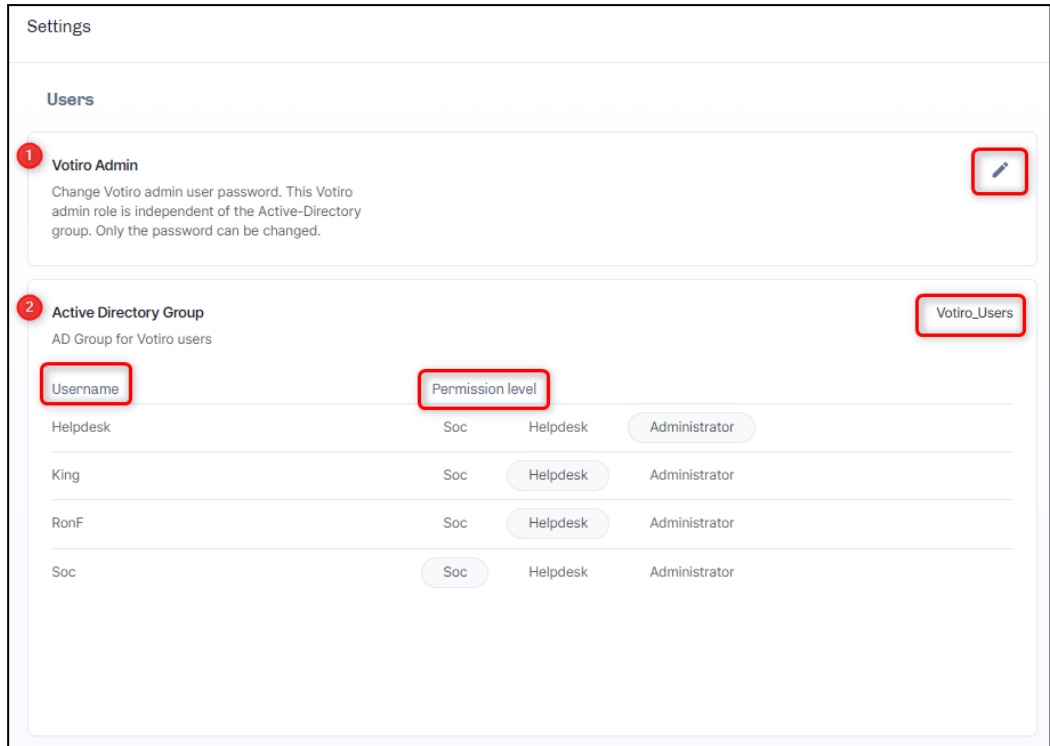 Settings
Users
1
Votiro Admin
Change Votiro admin user password. This Votiro
admin role is independent of the Active-Directory
group. Only the password can be changed.
2
Active Directory Group Votiro_Users
AD Group for Votiro users
Username Permission level
Helpdesk Soc Helpdesk Administrator
King Soc Helpdesk Administrator
RonF Soc Helpdesk Administrator
Soc Soc Helpdesk Administrator